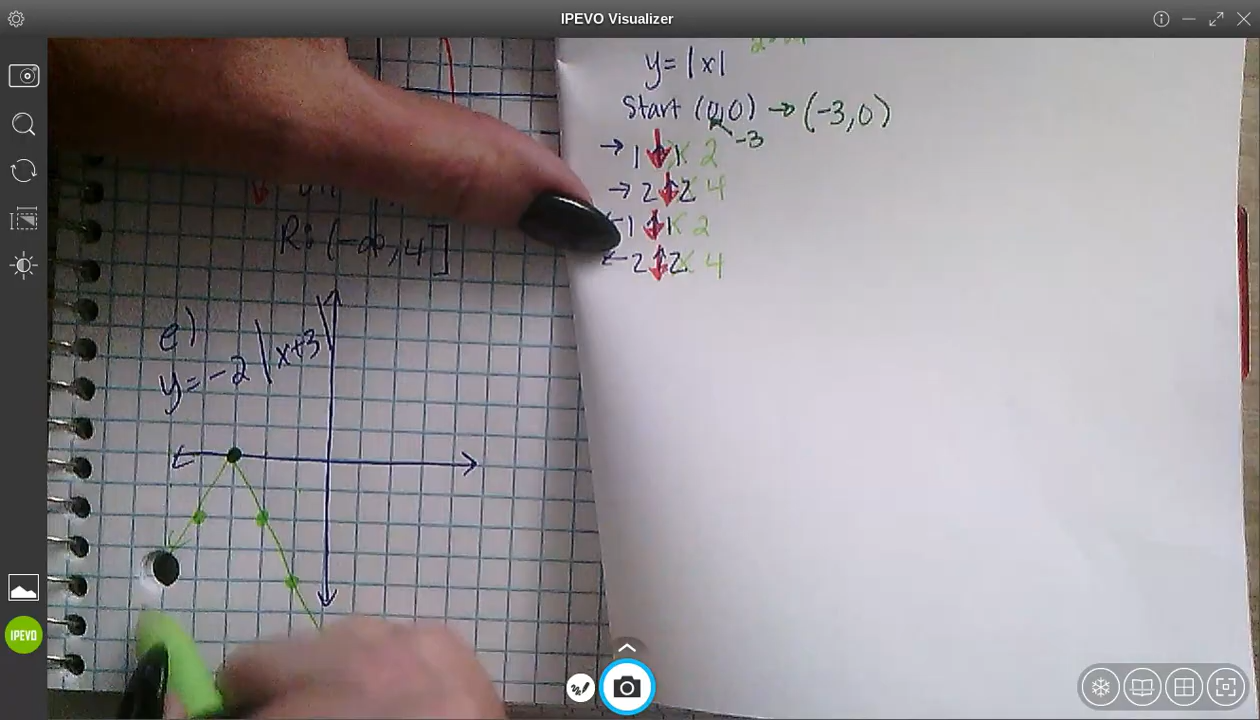 IPEVO Visualizer
y = |x|
Start (0,0) → (-3,0)
-3
→ 1 ↑ 1 2
→ 2 ↑ 2 4
← 1 ↑ 1 2
← 2 ↑ 2 4
R: (-∞, 4]
e)
y = -2 |x+3|
IPEVO